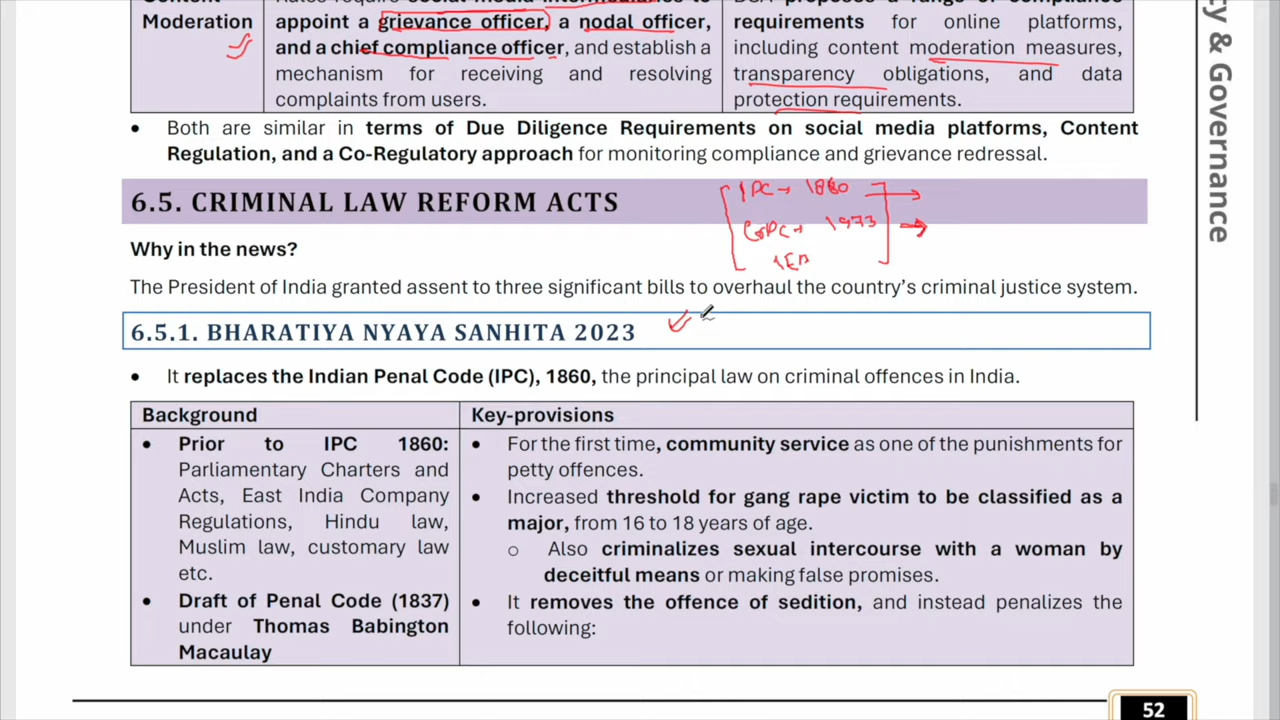 Rules require social media intermediaries to
Moderation
appoint a grievance officer, a nodal officer,
and a chief compliance officer, and establish a
mechanism for receiving and resolving
complaints from users.
DSA proposes a range of compliance
requirements for online platforms,
including content moderation measures,
transparency obligations, and data
protection requirements.
• Both are similar in terms of Due Diligence Requirements on social media platforms, Content
Regulation, and a Co-Regulatory approach for monitoring compliance and grievance redressal.
6.5. CRIMINAL LAW REFORM ACTS
IPC → 1860
CrPC → 1973
IEA
Why in the news?
The President of India granted assent to three significant bills to overhaul the country's criminal justice system.
6.5.1. BHARATIYA NYAYA SANHITA 2023
• It replaces the Indian Penal Code (IPC), 1860, the principal law on criminal offences in India.
Background
• Prior to IPC 1860:
Parliamentary Charters and
Acts, East India Company
Regulations, Hindu law,
Muslim law, customary law
etc.
• Draft of Penal Code (1837)
under Thomas Babington
Macaulay
Key-provisions
• For the first time, community service as one of the punishments for
petty offences.
• Increased threshold for gang rape victim to be classified as a
major, from 16 to 18 years of age.
o Also criminalizes sexual intercourse with a woman by
deceitful means or making false promises.
• It removes the offence of sedition, and instead penalizes the
following:
y & Governance
52